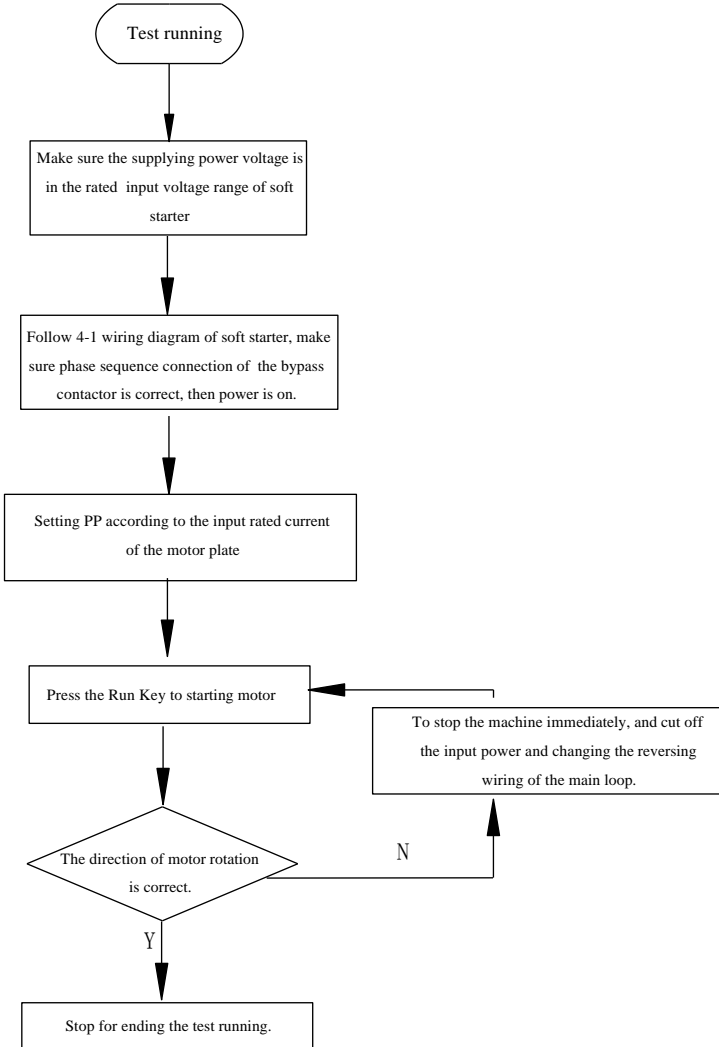 Test running
Make sure the supplying power voltage is
in the rated input voltage range of soft
starter
Follow 4-1 wiring diagram of soft starter, make
sure phase sequence connection of the bypass
contactor is correct, then power is on.
Setting PP according to the input rated current
of the motor plate
Press the Run Key to starting motor
To stop the machine immediately, and cut off
the input power and changing the reversing
wiring of the main loop.
The direction of motor rotation
is correct.
N
Y
Stop for ending the test running.